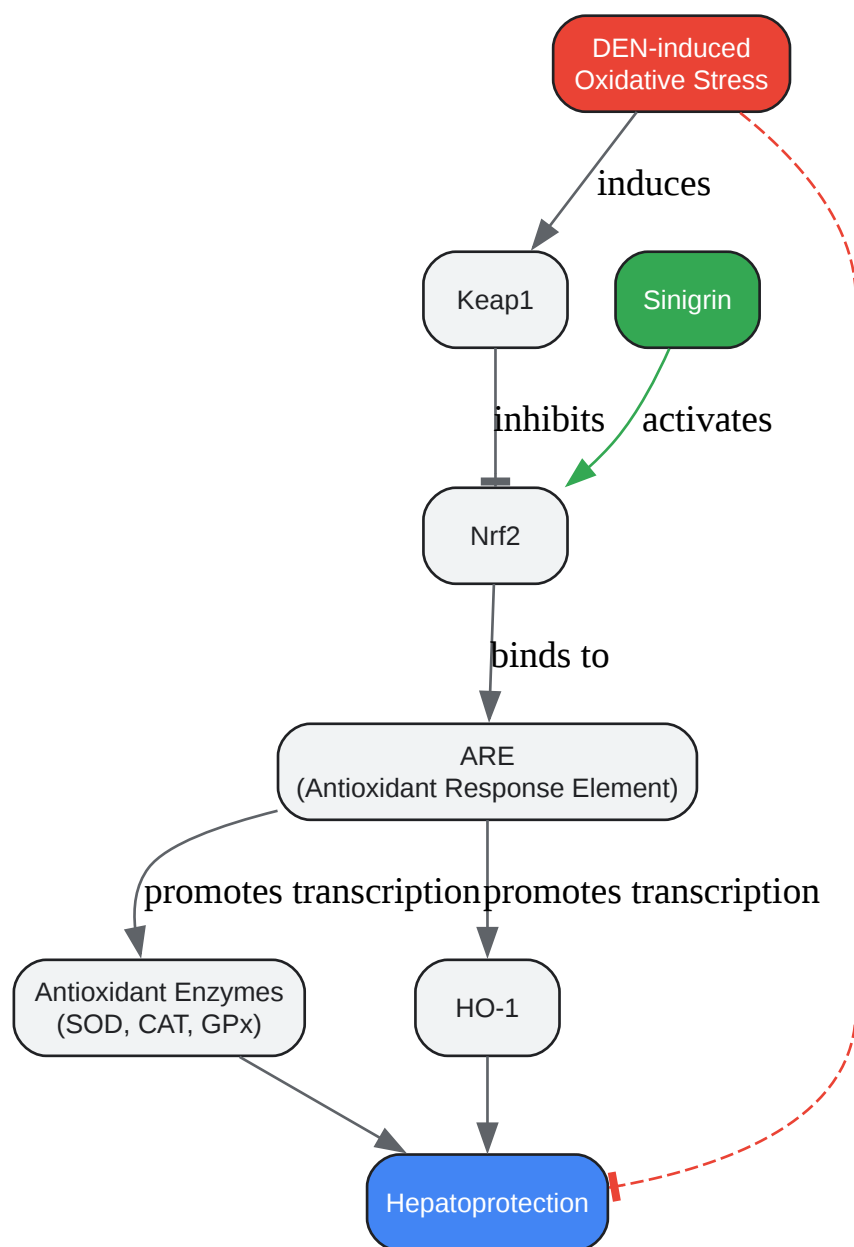 DEN-induced
Oxidative Stress
induces
Keap1
Sinigrin
inhibits
activates
Nrf2
binds to
ARE
(Antioxidant Response Element)
promotes transcription
promotes transcription
Antioxidant Enzymes
(SOD, CAT, GPx)
HO-1
Hepatoprotection